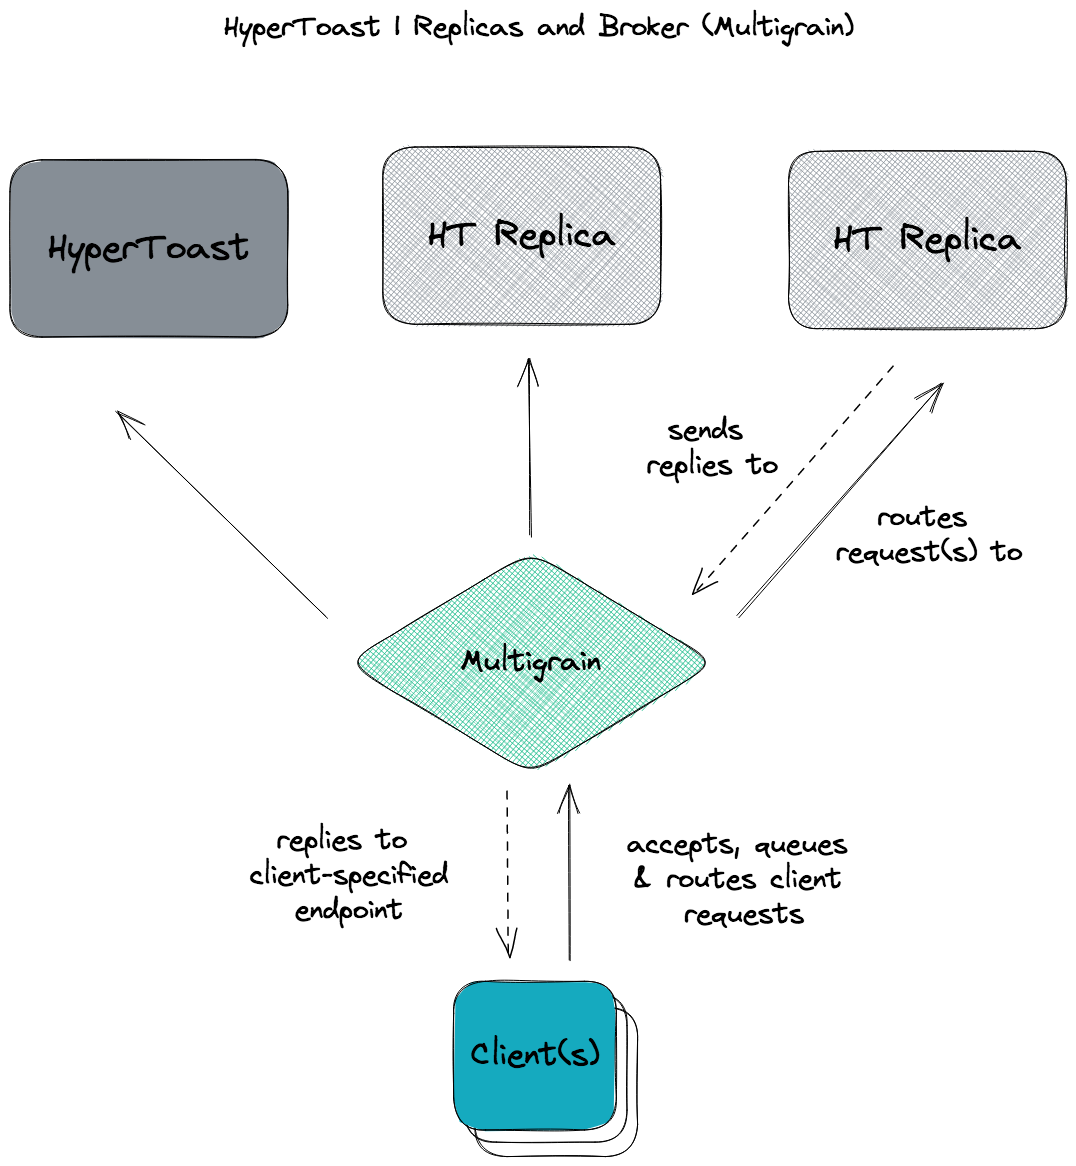 HyperToast | Replicas and Broker (Multigrain)
HyperToast
HT Replica
HT Replica
sends
replies to
routes
request(s) to
Multigrain
replies to
client-specified
endpoint
accepts, queues
& routes client
requests
Client(s)